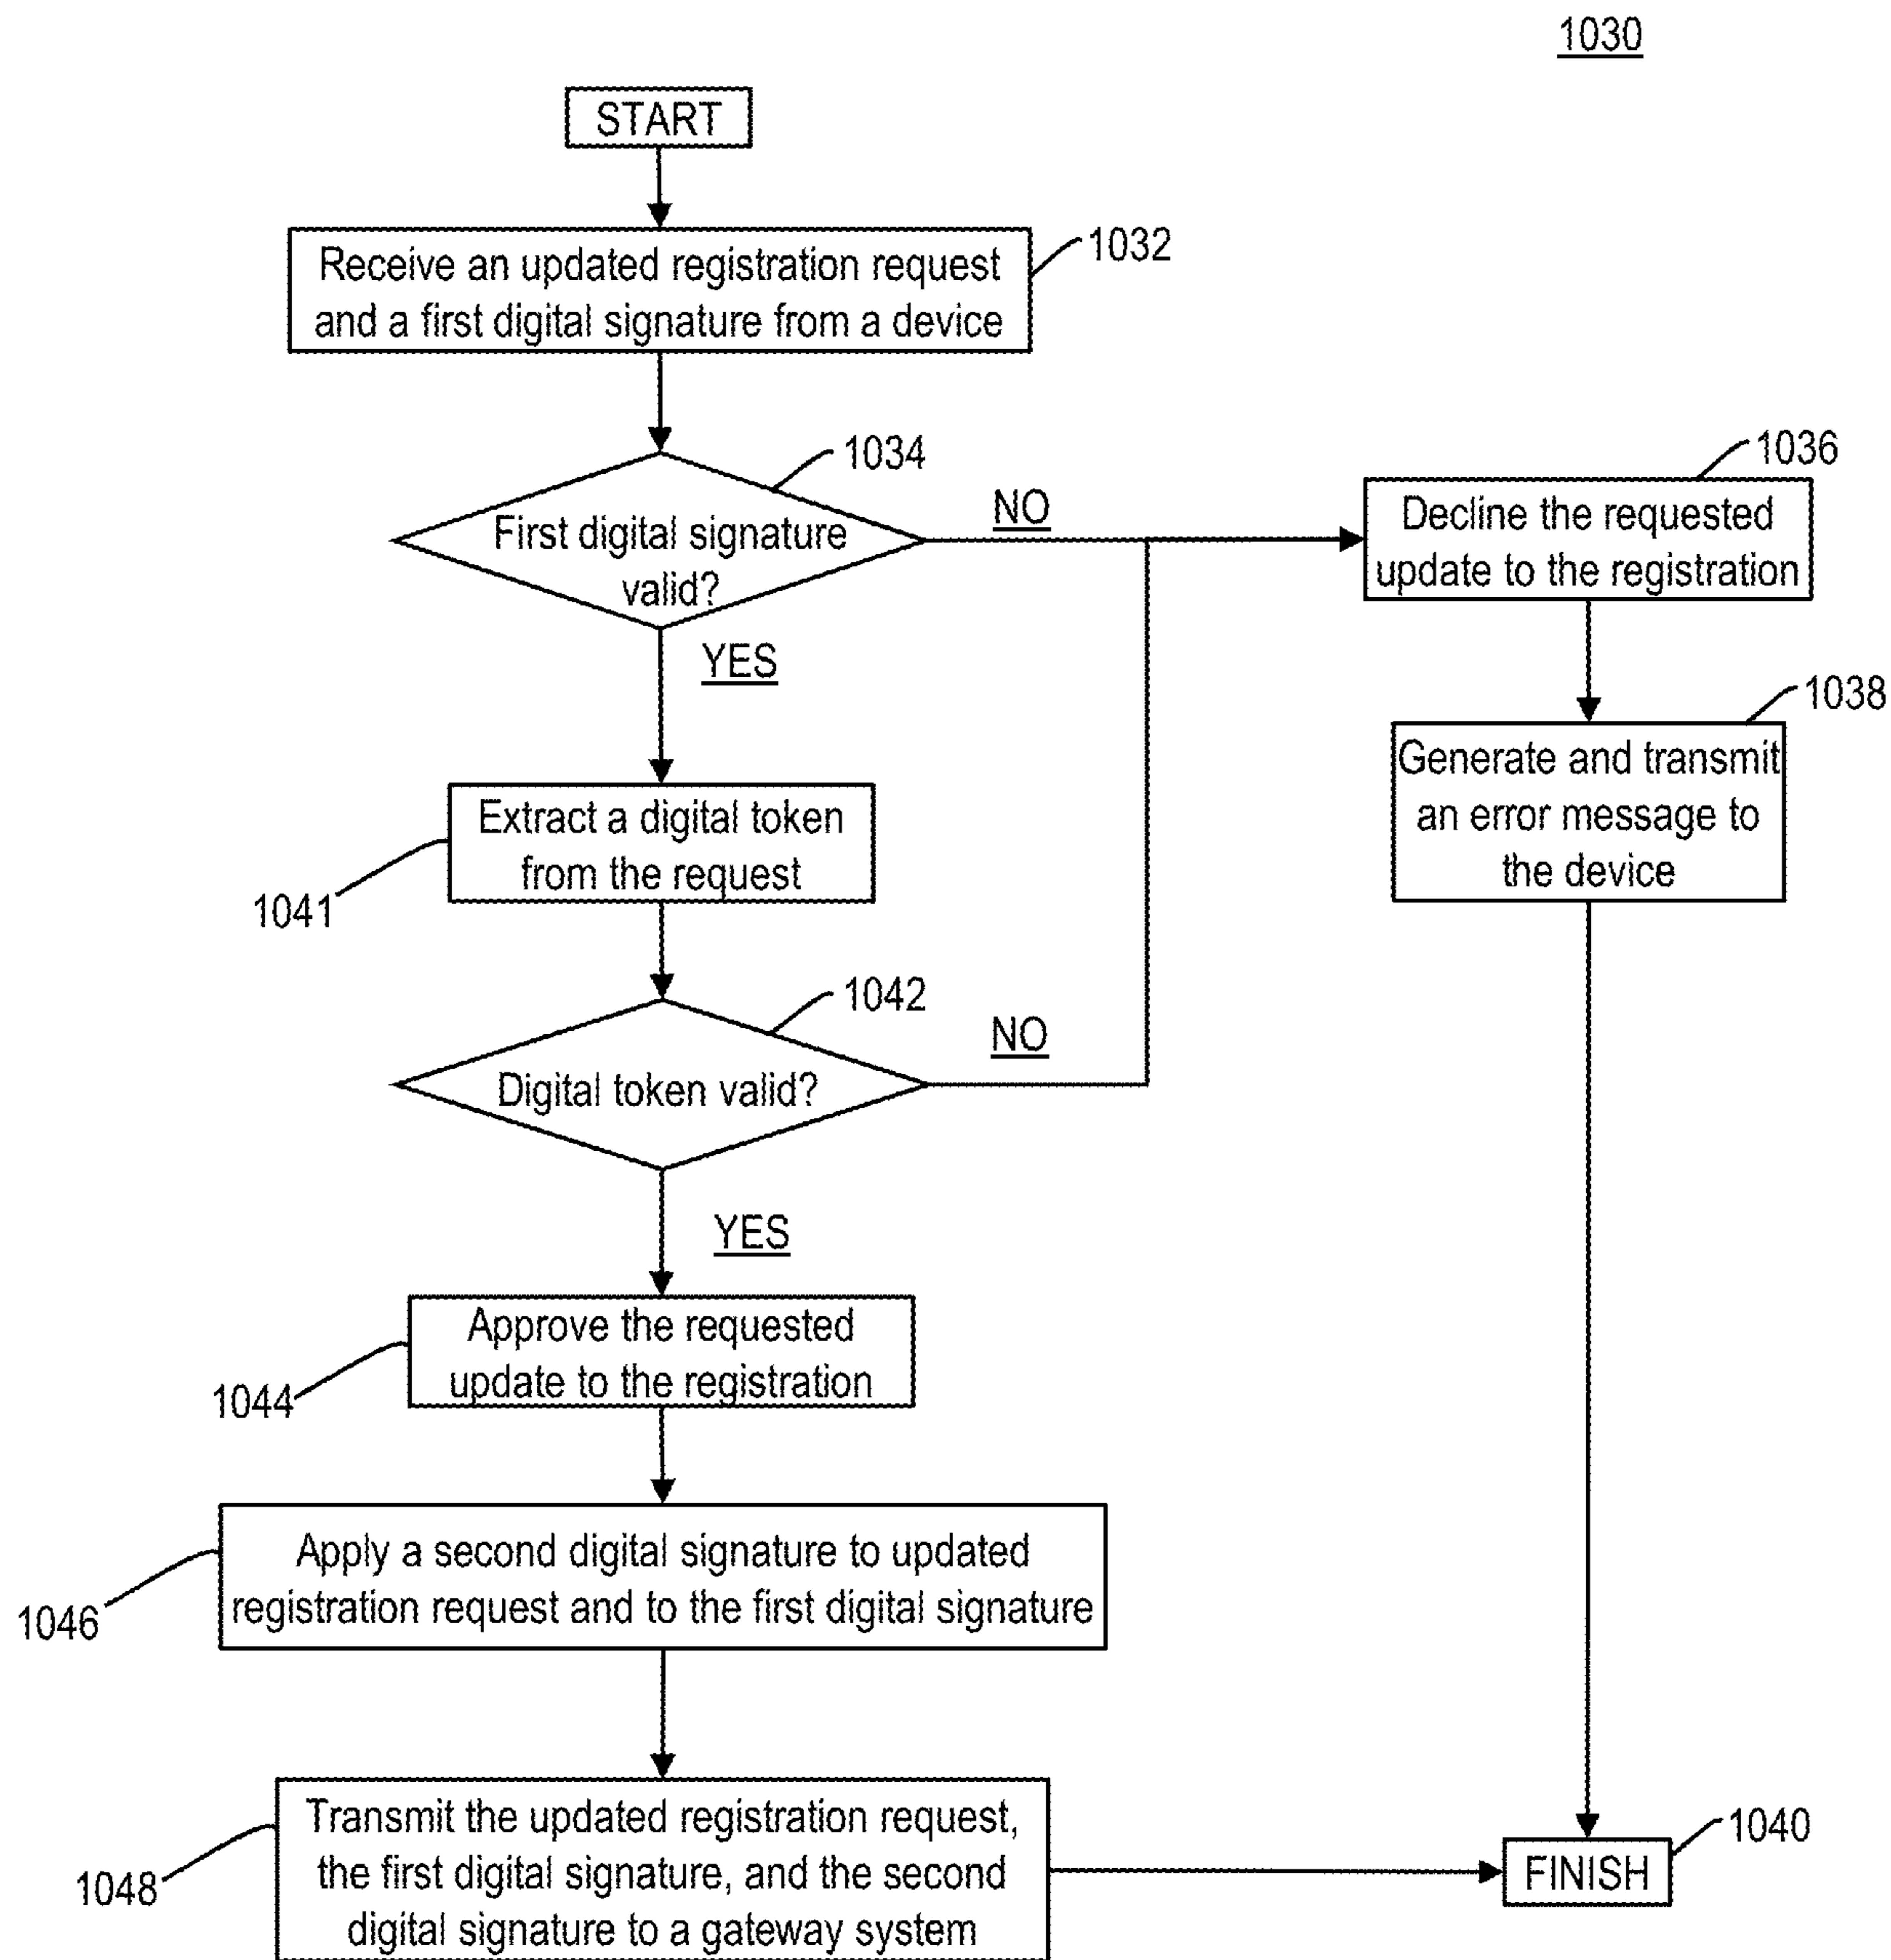 1030
START
Receive an updated registration request
and a first digital signature from a device
1032
1034
First digital signature
valid?
NO
YES
1036
Decline the requested
update to the registration
1038
Generate and transmit
an error message to
the device
Extract a digital token
from the request
1041
1042
Digital token valid?
NO
YES
Approve the requested
update to the registration
1044
Apply a second digital signature to updated
registration request and to the first digital signature
1046
Transmit the updated registration request,
the first digital signature, and the second
digital signature to a gateway system
1048
1040
FINISH